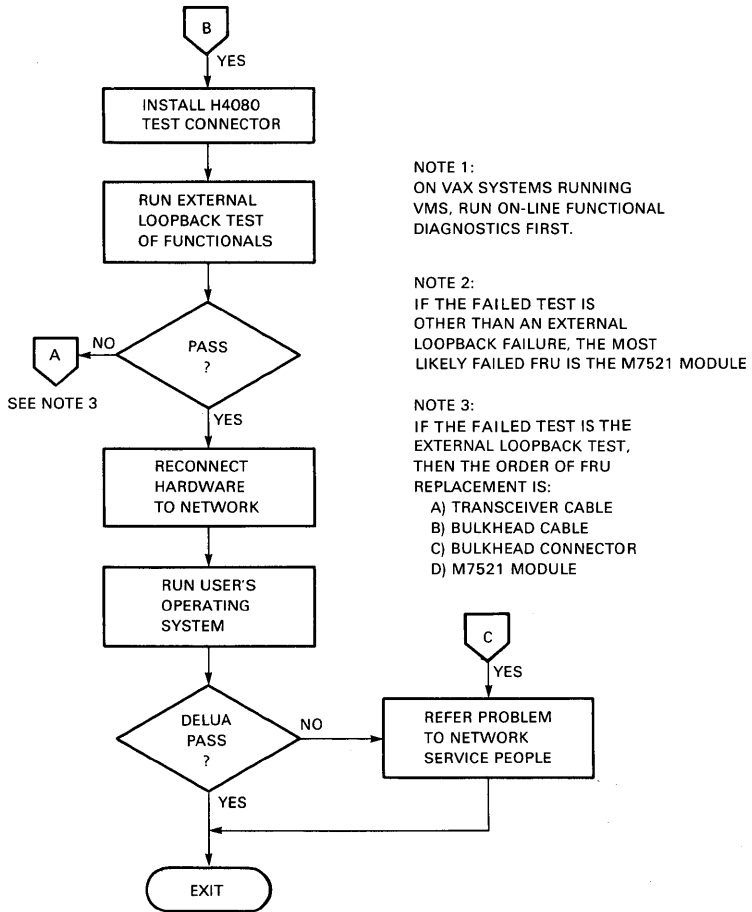 B
YES
INSTALL H4080
TEST CONNECTOR
RUN EXTERNAL
LOOPBACK TEST
OF FUNCTIONALS
PASS
?
NO
A
SEE NOTE 3
YES
RECONNECT
HARDWARE
TO NETWORK
RUN USER'S
OPERATING
SYSTEM
DELUA
PASS
?
NO
YES
EXIT
C
YES
REFER PROBLEM
TO NETWORK
SERVICE PEOPLE
NOTE 1:
ON VAX SYSTEMS RUNNING
VMS, RUN ON-LINE FUNCTIONAL
DIAGNOSTICS FIRST.
NOTE 2:
IF THE FAILED TEST IS
OTHER THAN AN EXTERNAL
LOOPBACK FAILURE, THE MOST
LIKELY FAILED FRU IS THE M7521 MODULE
NOTE 3:
IF THE FAILED TEST IS THE
EXTERNAL LOOPBACK TEST,
THEN THE ORDER OF FRU
REPLACEMENT IS:
A) TRANSCEIVER CABLE
B) BULKHEAD CABLE
C) BULKHEAD CONNECTOR
D) M7521 MODULE